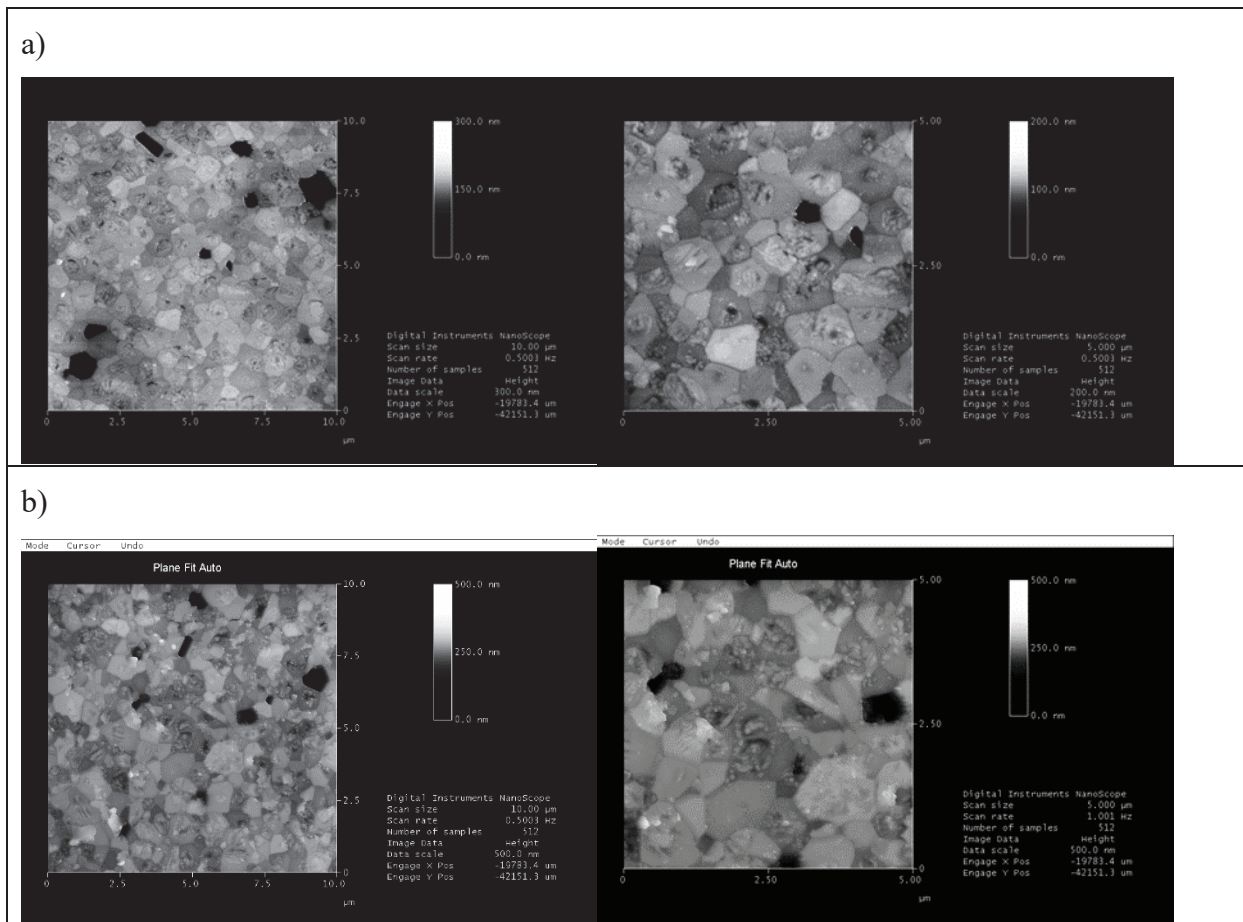 a)
10.0
7.5
5.0
2.5
0
0 2.5 5.0 7.5 10.0
µm
300.0 nm
150.0 nm
0.0 nm
Digital Instruments NanoScope
Scan size 10.00 µm
Scan rate 0.5003 Hz
Number of samples 512
Image Data Height
Data scale 300.0 nm
Engage X Pos -19783.4 um
Engage Y Pos -42151.3 um
5.00
2.50
0
0 2.50 5.00
µm
200.0 nm
100.0 nm
0.0 nm
Digital Instruments NanoScope
Scan size 5.000 µm
Scan rate 0.5003 Hz
Number of samples 512
Image Data Height
Data scale 200.0 nm
Engage X Pos -19783.4 um
Engage Y Pos -42151.3 um
b)
Mode Cursor Undo
Plane Fit Auto
10.0
7.5
5.0
2.5
0
0 2.5 5.0 7.5 10.0
µm
500.0 nm
250.0 nm
0.0 nm
Digital Instruments NanoScope
Scan size 10.00 µm
Scan rate 0.5003 Hz
Number of samples 512
Image Data Height
Data scale 500.0 nm
Engage X Pos -19783.4 um
Engage Y Pos -42151.3 um
Mode Cursor Undo
Plane Fit Auto
5.00
2.50
0
0 2.50 5.00
µm
500.0 nm
250.0 nm
0.0 nm
Digital Instruments NanoScope
Scan size 5.000 µm
Scan rate 1.001 Hz
Number of samples 512
Image Data Height
Data scale 500.0 nm
Engage X Pos -19783.4 um
Engage Y Pos -42151.3 um